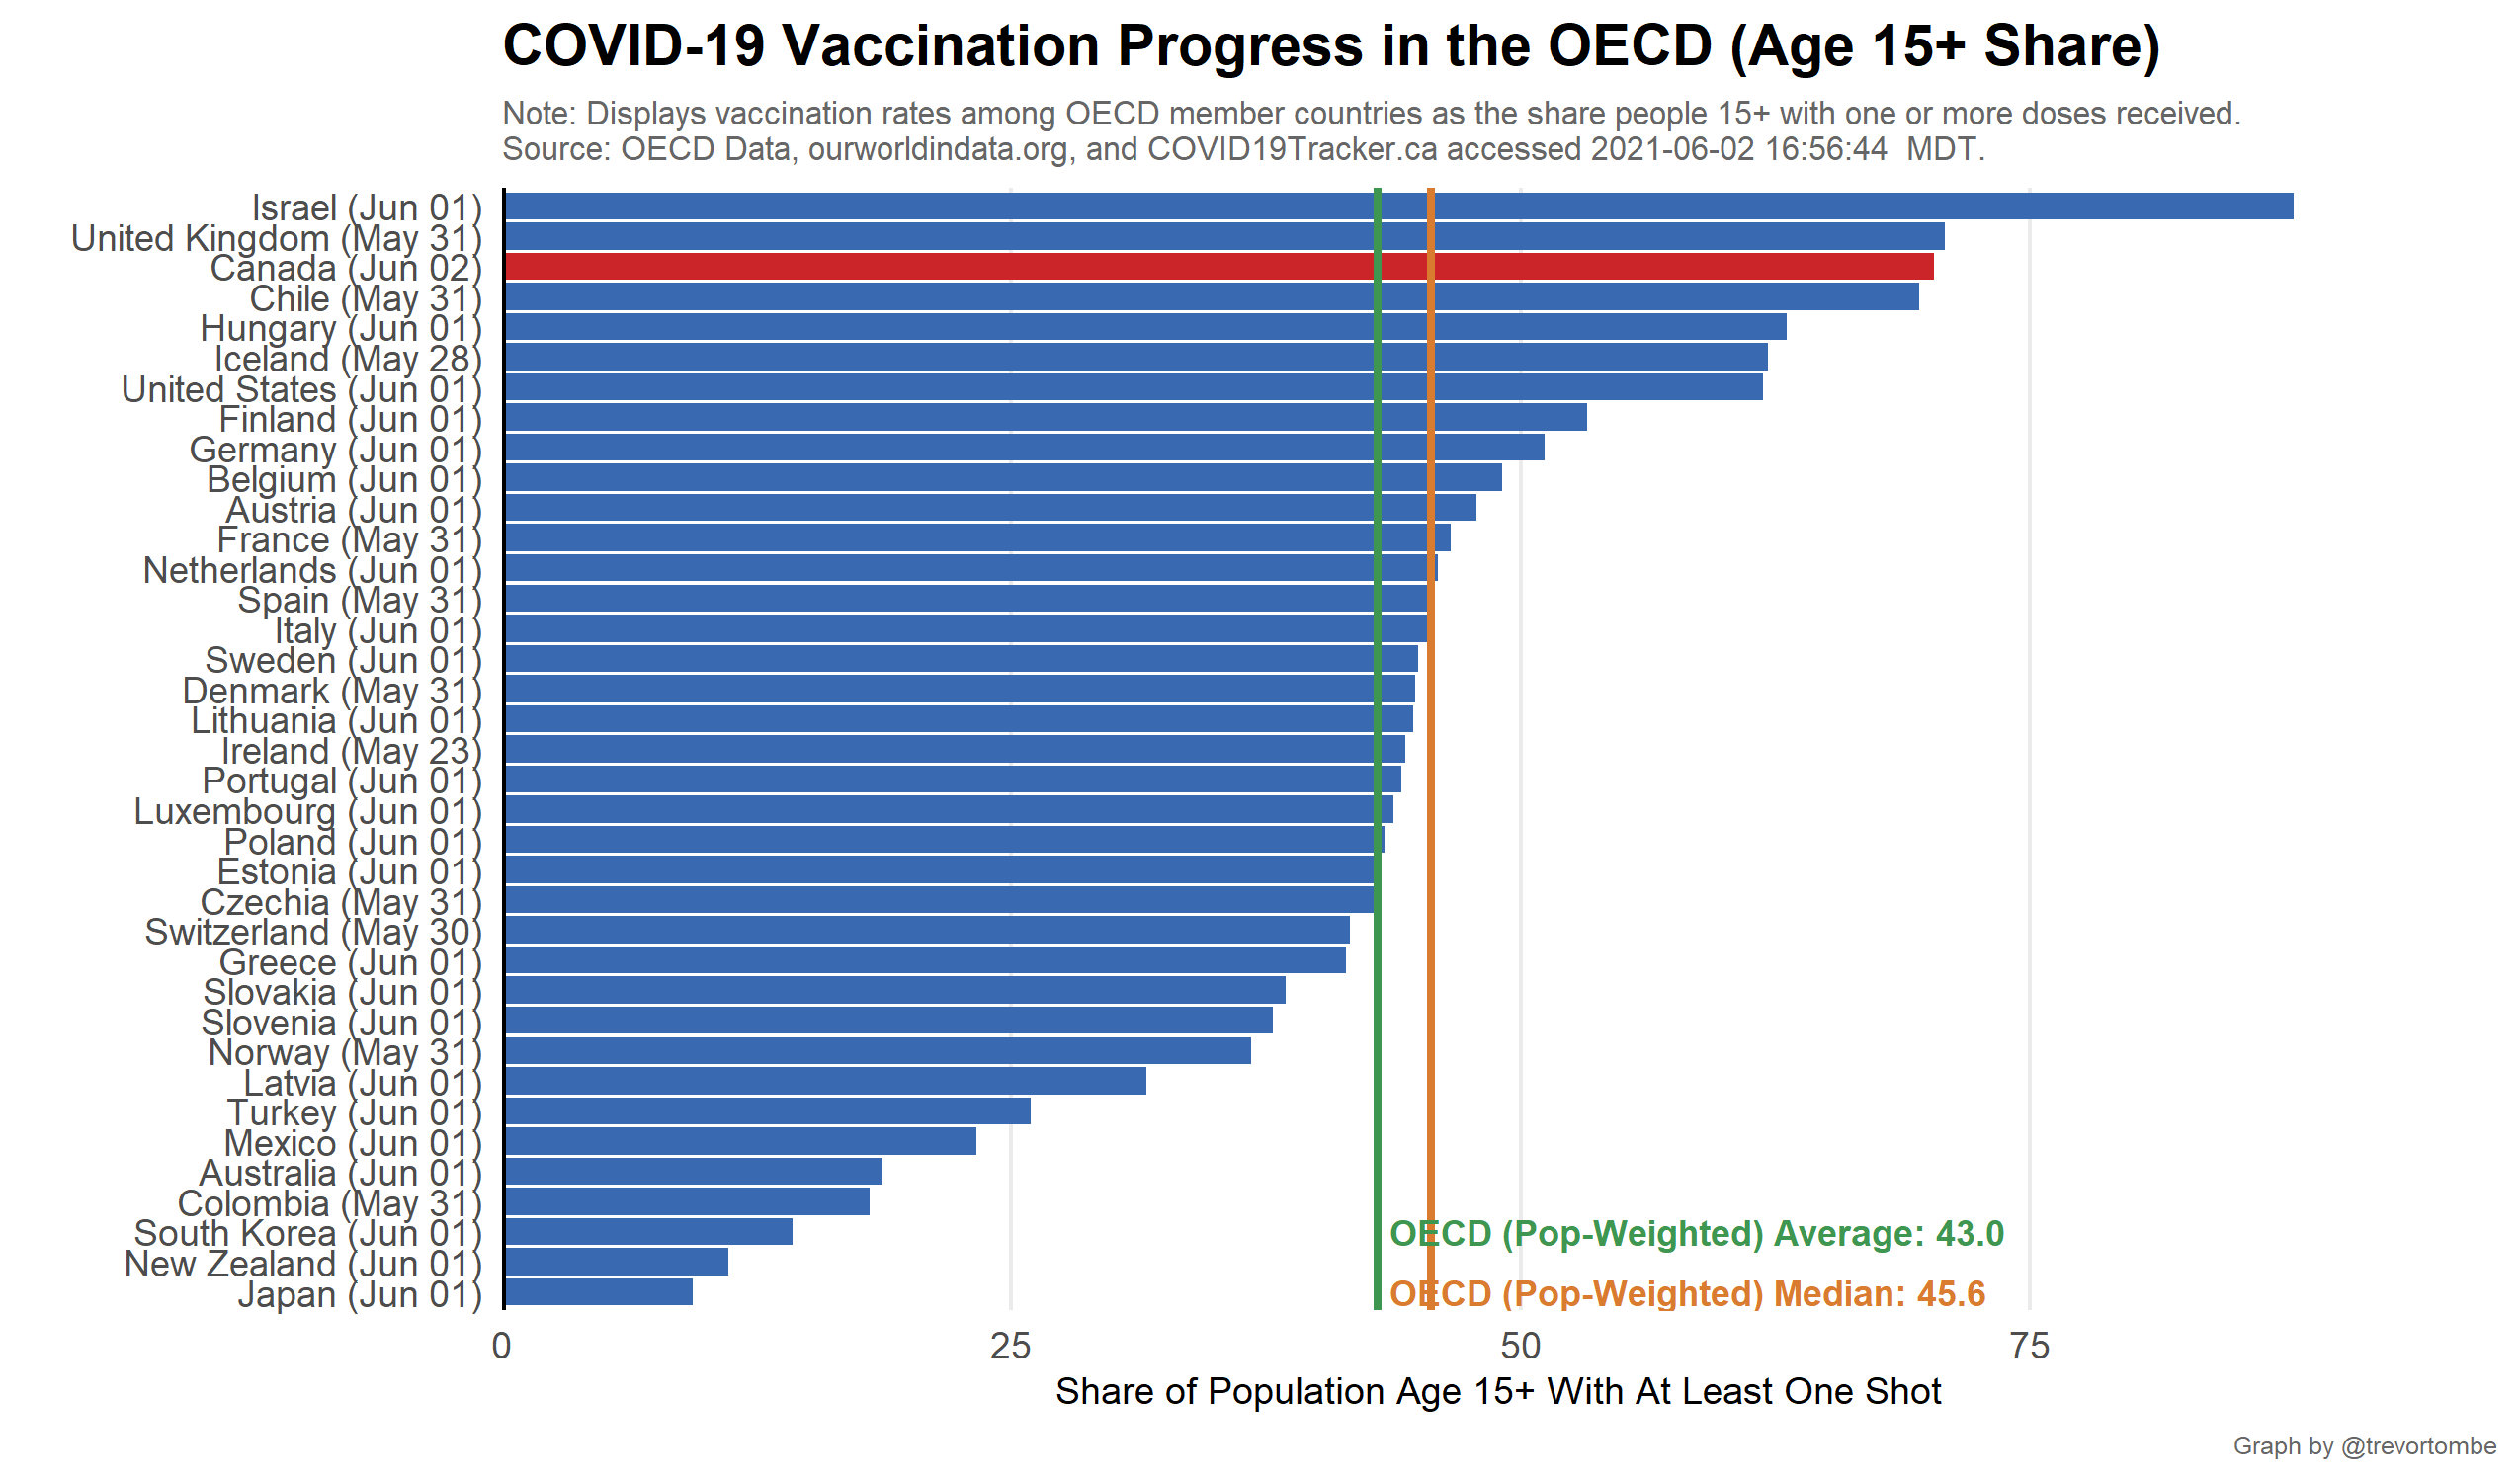 COVID-19 Vaccination Progress in the OECD (Age 15+ Share)
Note: Displays vaccination rates among OECD member countries as the share people 15+ with one or more doses received.
Source: OECD Data, ourworldindata.org, and COVID19Tracker.ca accessed 2021-06-02 16:56:44  MDT.
Israel (Jun 01)
United Kingdom (May 31)
Canada (Jun 02)
Chile (May 31)
Hungary (Jun 01)
Iceland (May 28)
United States (Jun 01)
Finland (Jun 01)
Germany (Jun 01)
Belgium (Jun 01)
Austria (Jun 01)
France (May 31)
Netherlands (Jun 01)
Spain (May 31)
Italy (Jun 01)
Sweden (Jun 01)
Denmark (May 31)
Lithuania (Jun 01)
Ireland (May 23)
Portugal (Jun 01)
Luxembourg (Jun 01)
Poland (Jun 01)
Estonia (Jun 01)
Czechia (May 31)
Switzerland (May 30)
Greece (Jun 01)
Slovakia (Jun 01)
Slovenia (Jun 01)
Norway (May 31)
Latvia (Jun 01)
Turkey (Jun 01)
Mexico (Jun 01)
Australia (Jun 01)
Colombia (May 31)
South Korea (Jun 01)
OECD (Pop-Weighted) Average: 43.0
New Zealand (Jun 01)
Japan (Jun 01)
OECD (Pop-Weighted) Median: 45.6
0 25 50 75
Share of Population Age 15+ With At Least One Shot
Graph by @trevortombe